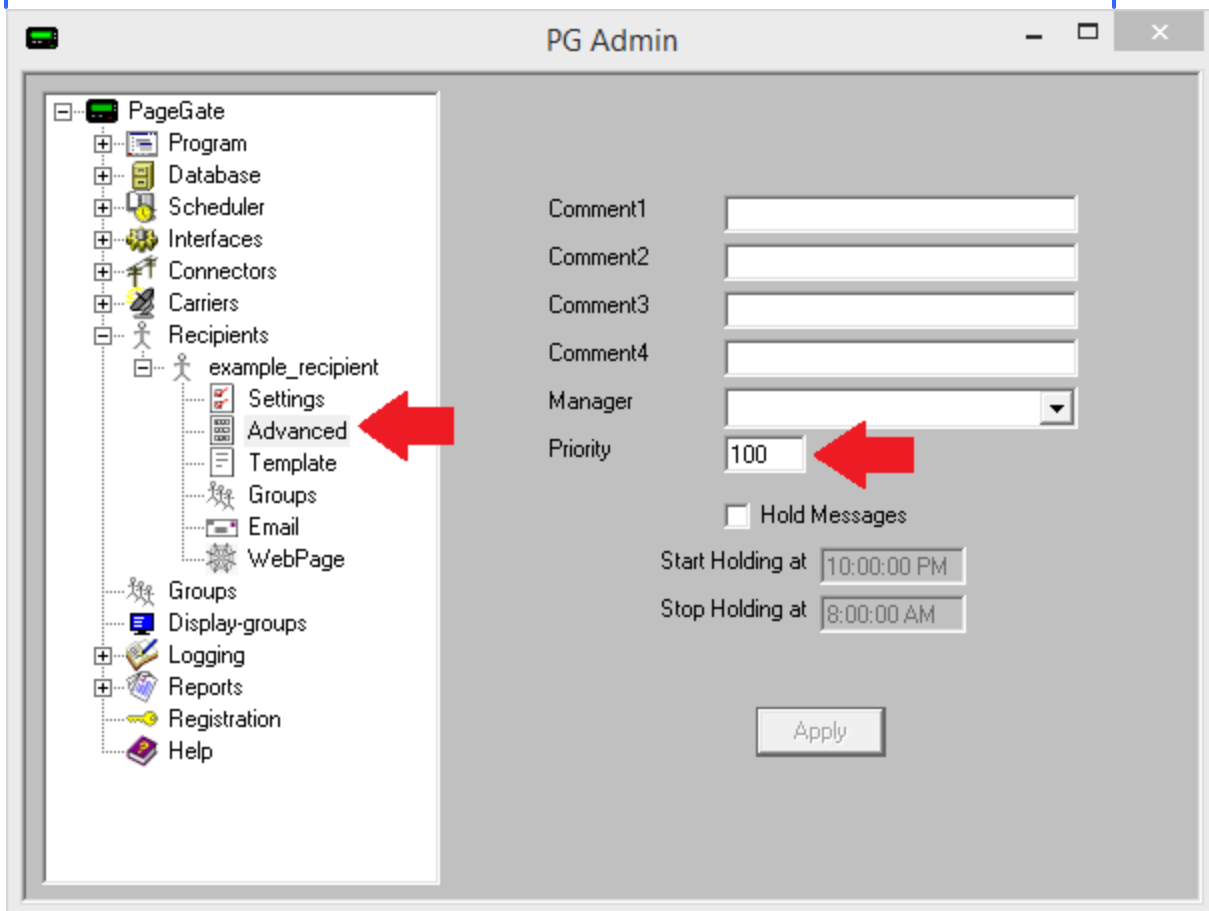 PG Admin
PageGate
Program
Database
Scheduler
Interfaces
Connectors
Carriers
Recipients
example_recipient
Settings
Advanced
Template
Groups
Email
WebPage
Groups
Display-groups
Logging
Reports
Registration
Help
Comment1
Comment2
Comment3
Comment4
Manager
Priority 100
Hold Messages
Start Holding at 10:00:00 PM
Stop Holding at 8:00:00 AM
Apply